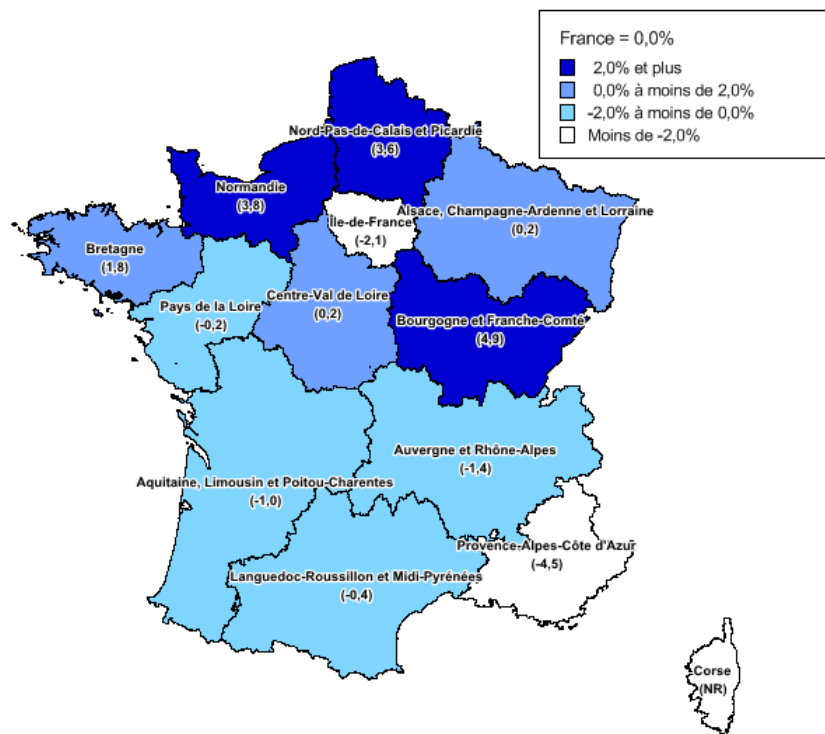 France = 0,0%
2,0% et plus
0,0% à moins de 2,0%
-2,0% à moins de 0,0%
Moins de -2,0%
Nord-Pas-de-Calais et Picardie
(3,6)
Normandie
(3,8)
Île-de-France
(-2,1)
Alsace, Champagne-Ardenne et Lorraine
(0,2)
Bretagne
(1,8)
Pays de la Loire
(-0,2)
Centre-Val de Loire
(0,2)
Bourgogne et Franche-Comté
(4,9)
Auvergne et Rhône-Alpes
(-1,4)
Aquitaine, Limousin et Poitou-Charentes
(-1,0)
Provence-Alpes-Côte d'Azur
(-4,5)
Languedoc-Roussillon et Midi-Pyrénées
(-0,4)
Corse
(NR)